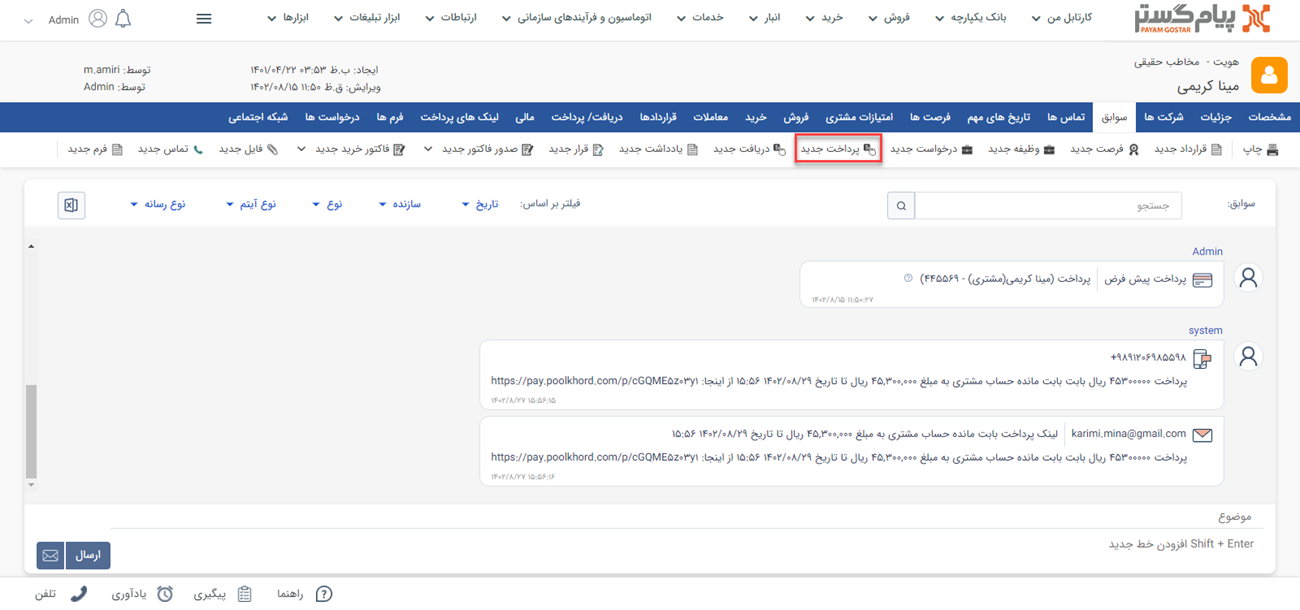 پیام گستر
PAYAM GOSTAR
کارتابل من بانک یکپارچه فروش خرید انبار خدمات ارتباطات اتوماسیون و فرآیندهای سازمانی ابزار تبلیغات ابزارها Admin
هویت - مخاطب حقیقی
مینا کریمی
ایجاد: ب.ظ ۰۳:۵۳ ۱۴۰۱/۰۴/۲۲ توسط: m.amiri
ویرایش: ق.ظ ۱۱:۵۰ ۱۴۰۲/۰۸/۱۵ توسط: Admin
مشخصات جزئیات شرکت ها سوابق تماس ها تاریخ های مهم فرصت ها امتیازات مشتری فروش خرید معاملات قراردادها دریافت/ پرداخت مالی لینک های پرداخت فرم ها درخواست ها شبکه اجتماعی
چاپ قرارداد جدید فرصت جدید وظیفه جدید درخواست جدید پرداخت جدید دریافت جدید یادداشت جدید قرار جدید صدور فاکتور جدید فاکتور خرید جدید فایل جدید تماس جدید فرم جدید
سوابق: جستجو فیلتر بر اساس: تاریخ سازنده نوع نوع آیتم نوع رسانه
Admin
پرداخت پیش فرض پرداخت (مینا کریمی(مشتری) - ۴۴۵۵۶۹)
۱۴۰۲/۸/۱۵ ۱۱:۵۰:۲۷
system
+۹۸۹۱۲۰۶۹۸۵۵۹۸
پرداخت ۴۵۳۰۰۰۰۰ ریال بابت بابت مانده حساب مشتری به مبلغ ۴۵,۳۰۰,۰۰۰ ریال تا تاریخ ۱۴۰۲/۰۸/۲۹ ۱۵:۵۶ از اینجا: https://pay.poolkhord.com/p/cGQME۵z۰۳y۱
۱۴۰۲/۸/۲۷ ۱۵:۵۶:۱۵
karimi.mina@gmail.com لینک پرداخت بابت مانده حساب مشتری به مبلغ ۴۵,۳۰۰,۰۰۰ ریال تا تاریخ ۱۴۰۲/۰۸/۲۹ ۱۵:۵۶
پرداخت ۴۵۳۰۰۰۰۰ ریال بابت بابت مانده حساب مشتری به مبلغ ۴۵,۳۰۰,۰۰۰ ریال تا تاریخ ۱۴۰۲/۰۸/۲۹ ۱۵:۵۶ از اینجا: https://pay.poolkhord.com/p/cGQME۵z۰۳y۱
۱۴۰۲/۸/۲۷ ۱۵:۵۶:۱۶
موضوع
Shift + Enter افزودن خط جدید
ارسال
راهنما پیگیری یادآوری تلفن